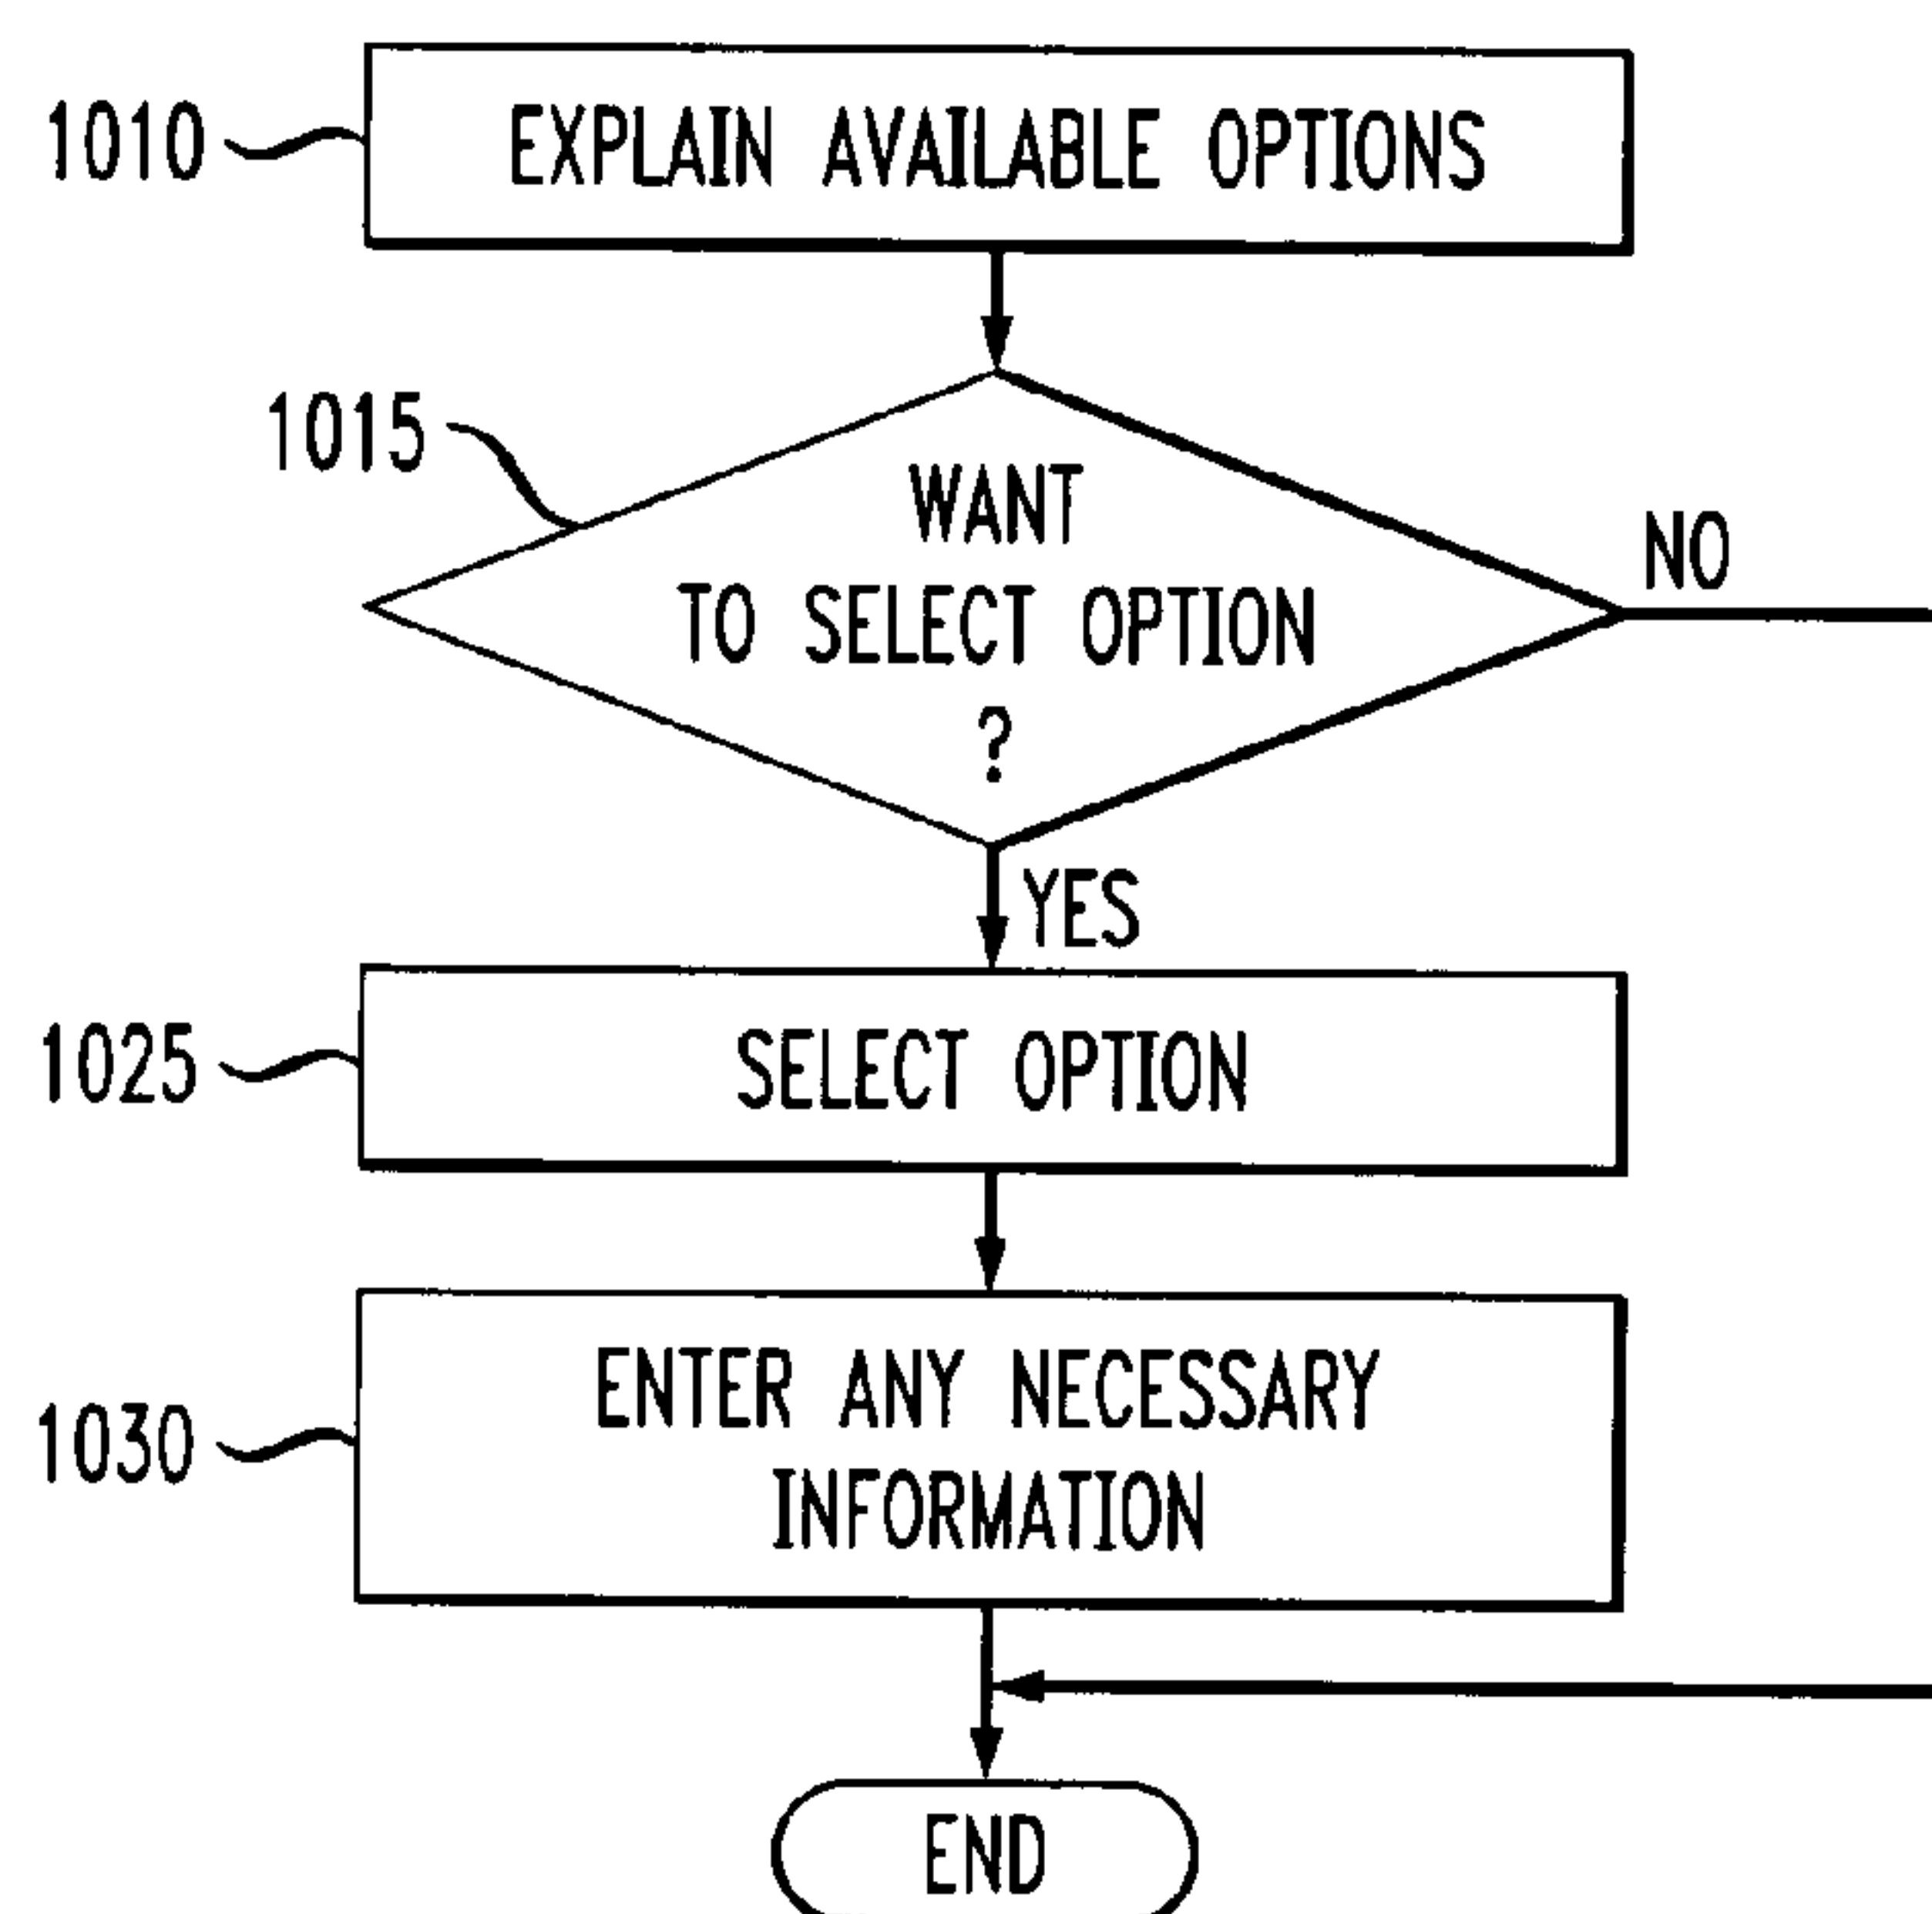 1010
EXPLAIN AVAILABLE OPTIONS
1015
WANT
TO SELECT OPTION
?
NO
YES
1025
SELECT OPTION
1030
ENTER ANY NECESSARY
INFORMATION
END